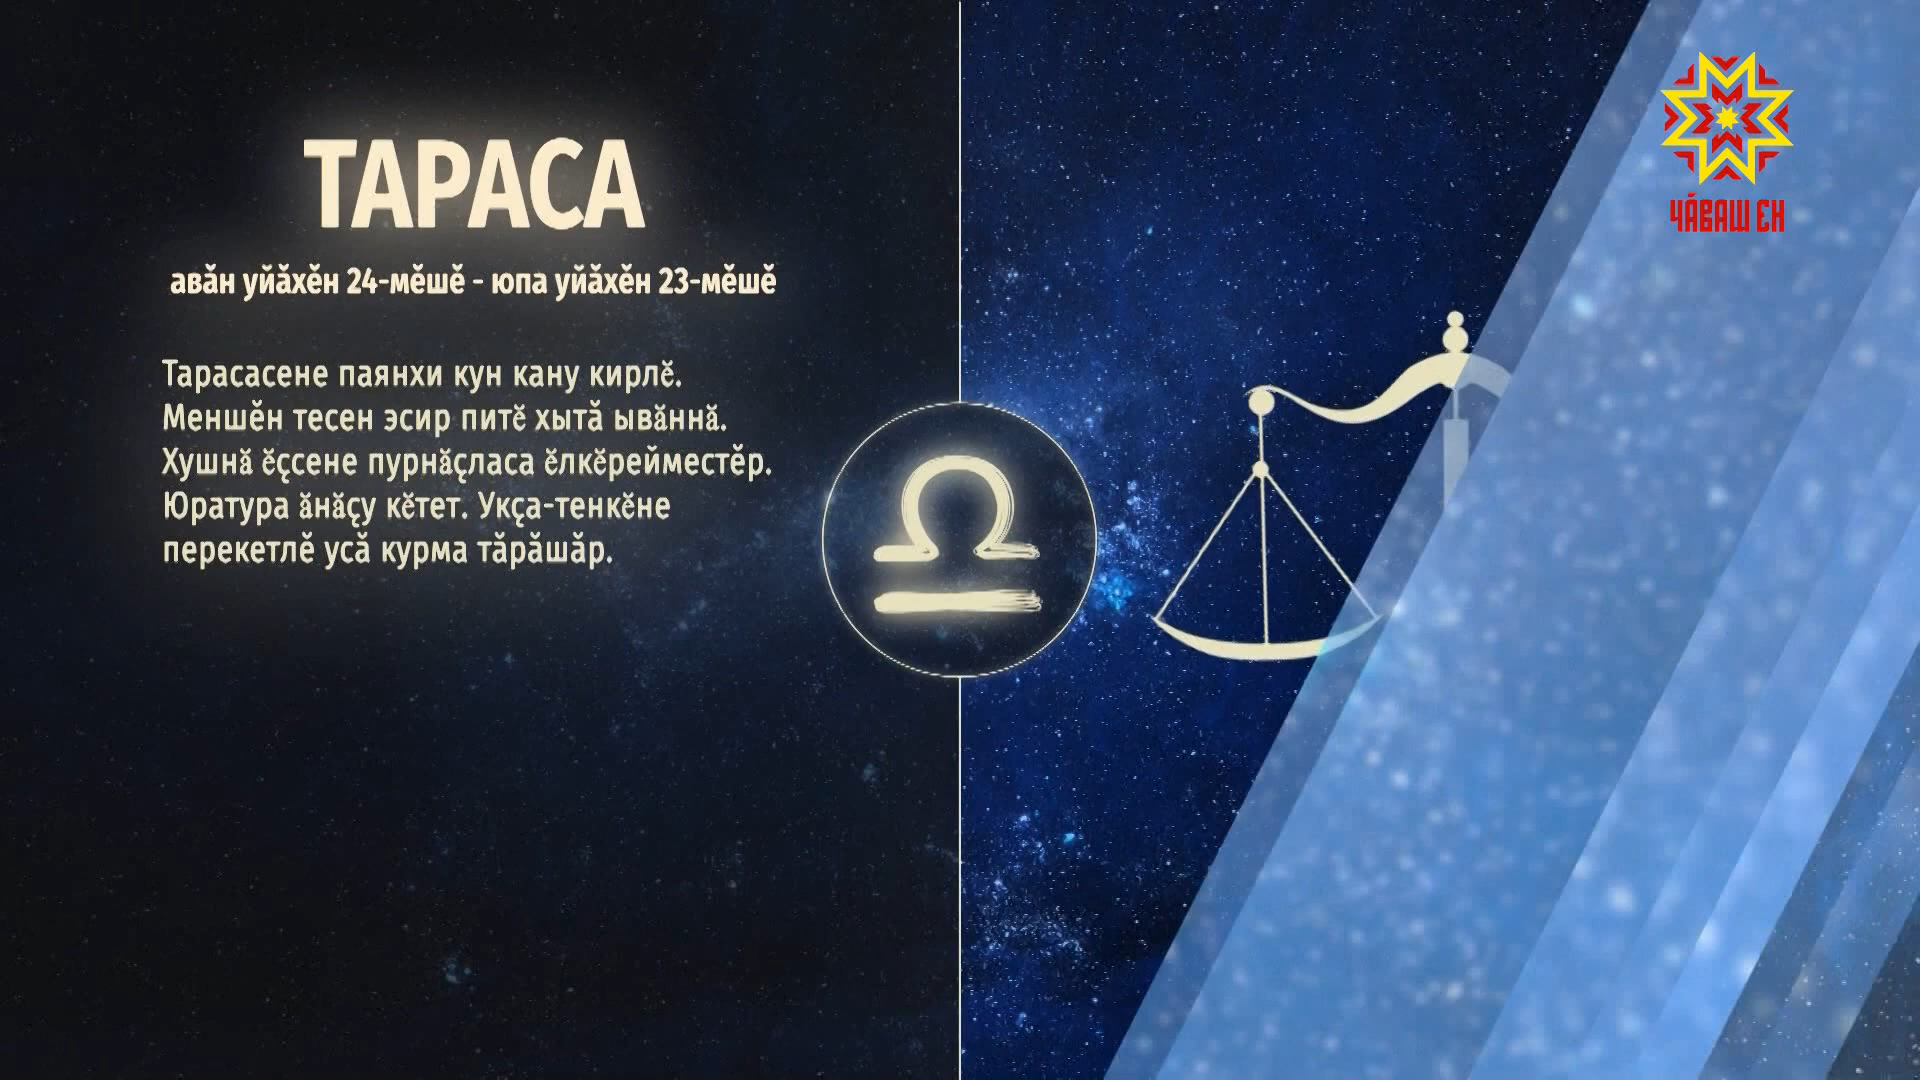 ТАРАСА
авӑн уйӑхӗн 24-мӗшӗ - юпа уйӑхӗн 23-мӗшӗ
Тарасасене паянхи кун кану кирлӗ.
Меншӗн тесен эсир питӗ хытӑ ывӑннӑ.
Хушнӑ ӗҫсене пурнӑҫласа ӗлкӗрейместӗр.
Юратура ӑнӑҫу кӗтет. Укҫа-тенкӗне
перекетлӗ усӑ курма тӑрӑшӑр.
ЧӐВАШ ЕН